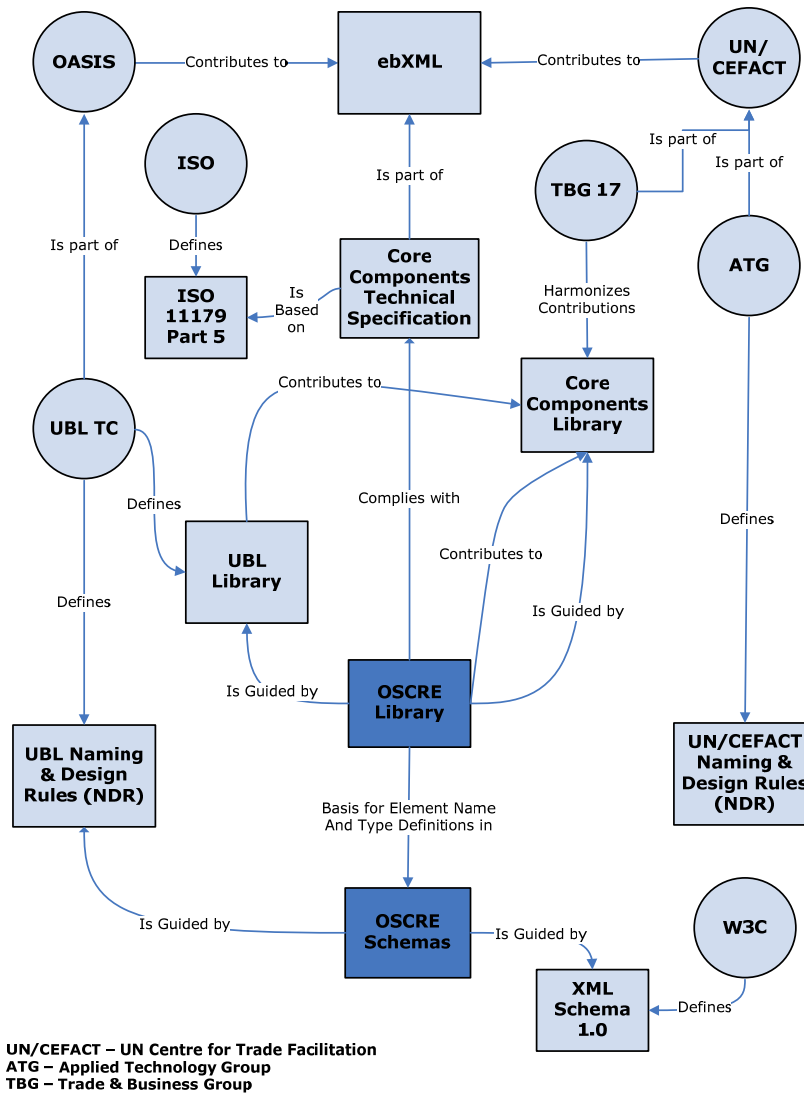 OASIS
Contributes to
ebXML
Contributes to
UN/
CEFACT
ISO
Is part of
TBG 17
Is part of
Is part of
Is part of
Defines
ATG
Core
Components
Technical
Specification
ISO
11179
Part 5
Is
Based
on
Harmonizes
Contributions
Contributes to
Core
Components
Library
UBL TC
Defines
Complies with
Defines
UBL
Library
Contributes to
Defines
Is Guided by
Is Guided by
OSCRE
Library
UBL Naming
& Design
Rules (NDR)
UN/CEFACT
Naming &
Design Rules
(NDR)
Basis for Element Name
And Type Definitions in
Is Guided by
OSCRE
Schemas
Is Guided by
W3C
XML
Schema
1.0
Defines
UN/CEFACT – UN Centre for Trade Facilitation
ATG – Applied Technology Group
TBG – Trade & Business Group